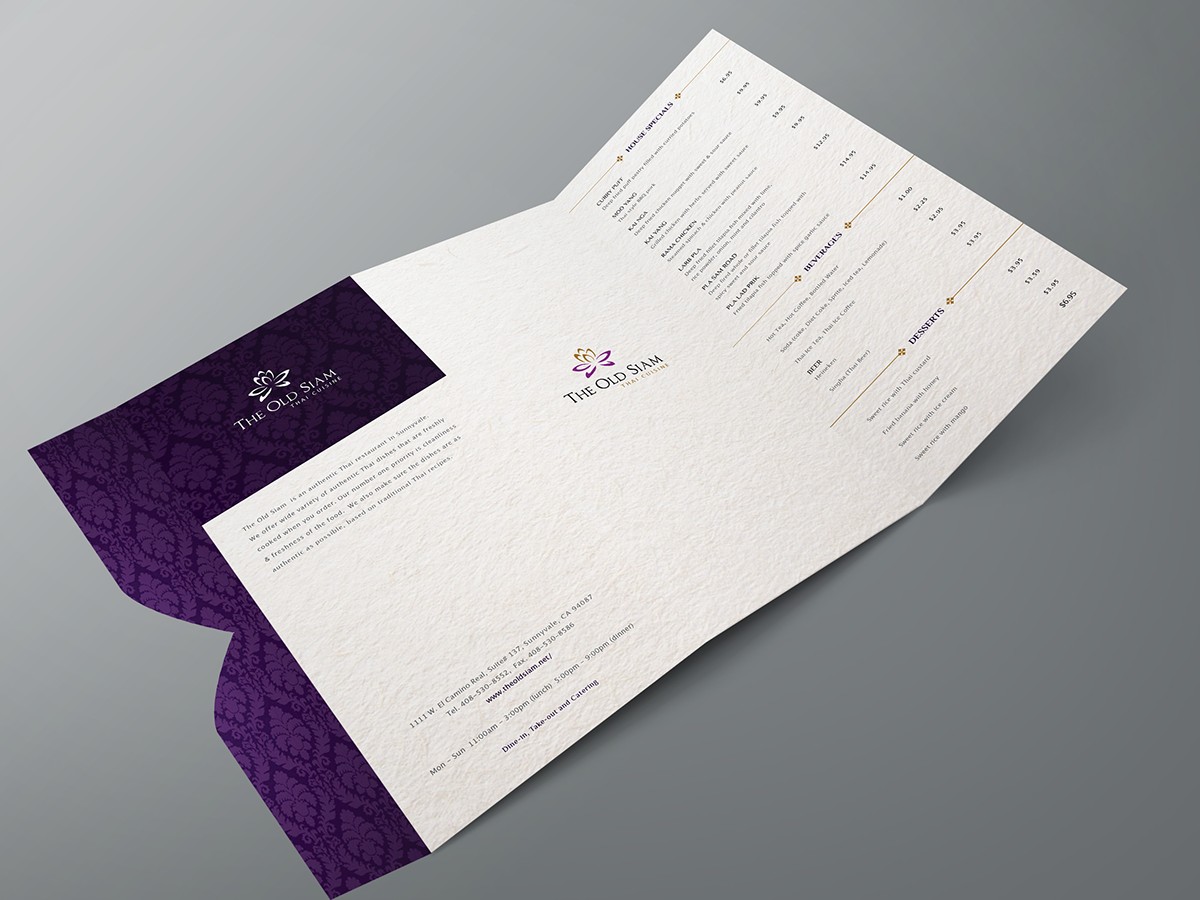 THE OLD SIAM
THAI CUISINE
The Old Siam is an authentic Thai restaurant in Sunnyvale.
We offer wide variety of authentic Thai dishes that are freshly
cooked when you order. Our number one priority is cleanliness
& freshness of the food. We also make sure the dishes are as
authentic as possible, based on traditional Thai recipes.
THE OLD SIAM
THAI CUISINE
1111 W. El Camino Real, Suite# 137, Sunnyvale, CA 94087
Tel. 408-530-8552, Fax. 408-530-8586
www.theoldsiam.net/
Mon – Sun 11:00am – 3:00pm (lunch) 5:00pm – 9:00pm (dinner)
Dine-In, Take-out and Catering
HOUSE SPECIALS
CURRY PUFF $6.95
Deep fried puff pastry filled with curried potatoes
MOO YANG $9.95
Thai style BBQ pork
KAI NGA $9.95
Deep fried chicken nugget with sweet & sour sauce
KAI YANG $9.95
Grilled chicken with herbs served with sweet sauce
RAMA CHICKEN $9.95
Steamed spinach & chicken with peanut sauce
LARB PLA $12.95
Deep fried fillet tilapia fish mixed with lime,
rice powder, onion, mint and cilantro
PLA SAM ROAD $14.95
Deep fired whole or fillet tilapia fish topped with
spicy sweet and sour sauce
PLA LAD PRIK $14.95
Fried tilapia fish topped with spicy garlic sauce
BEVERAGES
Hot Tea, Hot Coffee, Bottled Water $1.00
Soda (coke, Diet Coke, Sprite, Iced tea, Lemonade) $2.25
Thai Ice Tea, Thai Ice Coffee $2.95
BEER
Heineken $3.95
Singha (Thai Beer) $3.95
DESSERTS
Sweet rice with Thai custard $3.95
Fried banana with honey $3.59
Sweet rice with ice cream $3.95
Sweet rice with mango $6.95